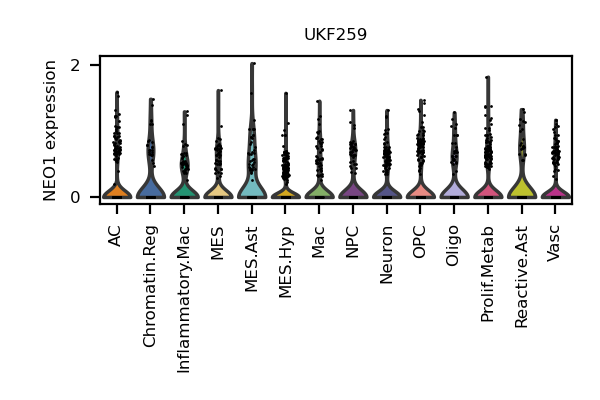 UKF259
NEO1 expression
2
0
AC
Chromatin.Reg
Inflammatory.Mac
MES
MES.Ast
MES.Hyp
Mac
NPC
Neuron
OPC
Oligo
Prolif.Metab
Reactive.Ast
Vasc